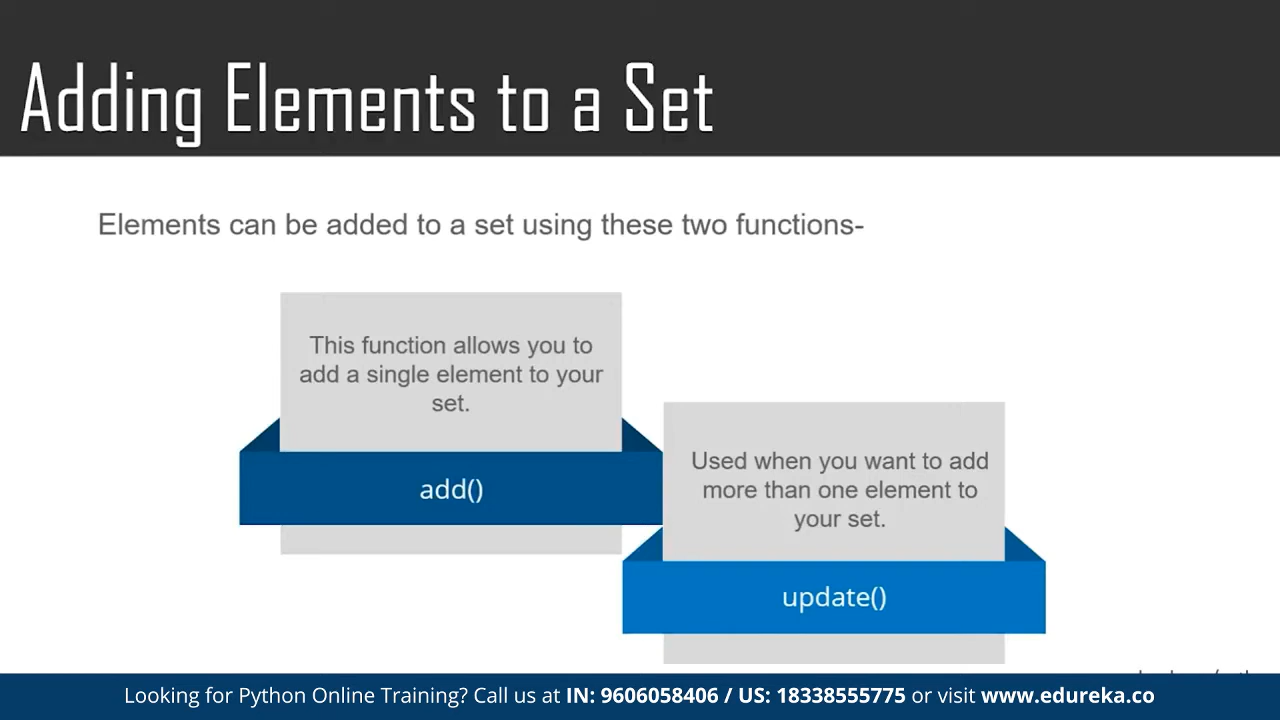 Adding Elements to a Set
Elements can be added to a set using these two functions-
This function allows you to
add a single element to your
set.
add()
Used when you want to add
more than one element to
your set.
update()
Looking for Python Online Training? Call us at IN: 9606058406 / US: 18338555775 or visit www.edureka.co